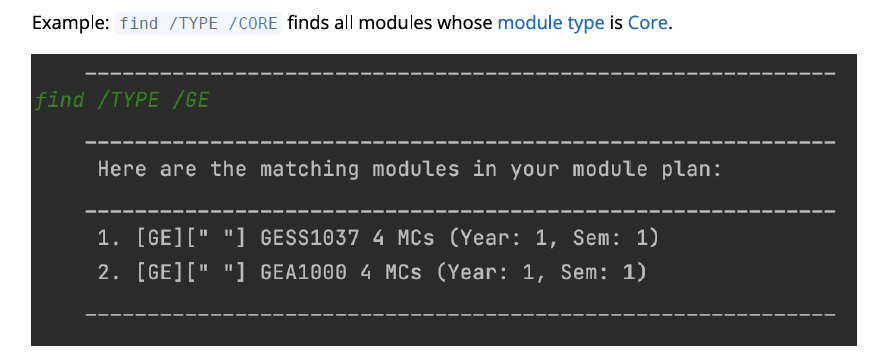 Example: find /TYPE /CORE finds all modules whose module type is Core.
____________________________________________________________
find /TYPE /GE
____________________________________________________________
Here are the matching modules in your module plan:
____________________________________________________________
1. [GE][" "] GESS1037 4 MCs (Year: 1, Sem: 1)
2. [GE][" "] GEA1000 4 MCs (Year: 1, Sem: 1)
____________________________________________________________